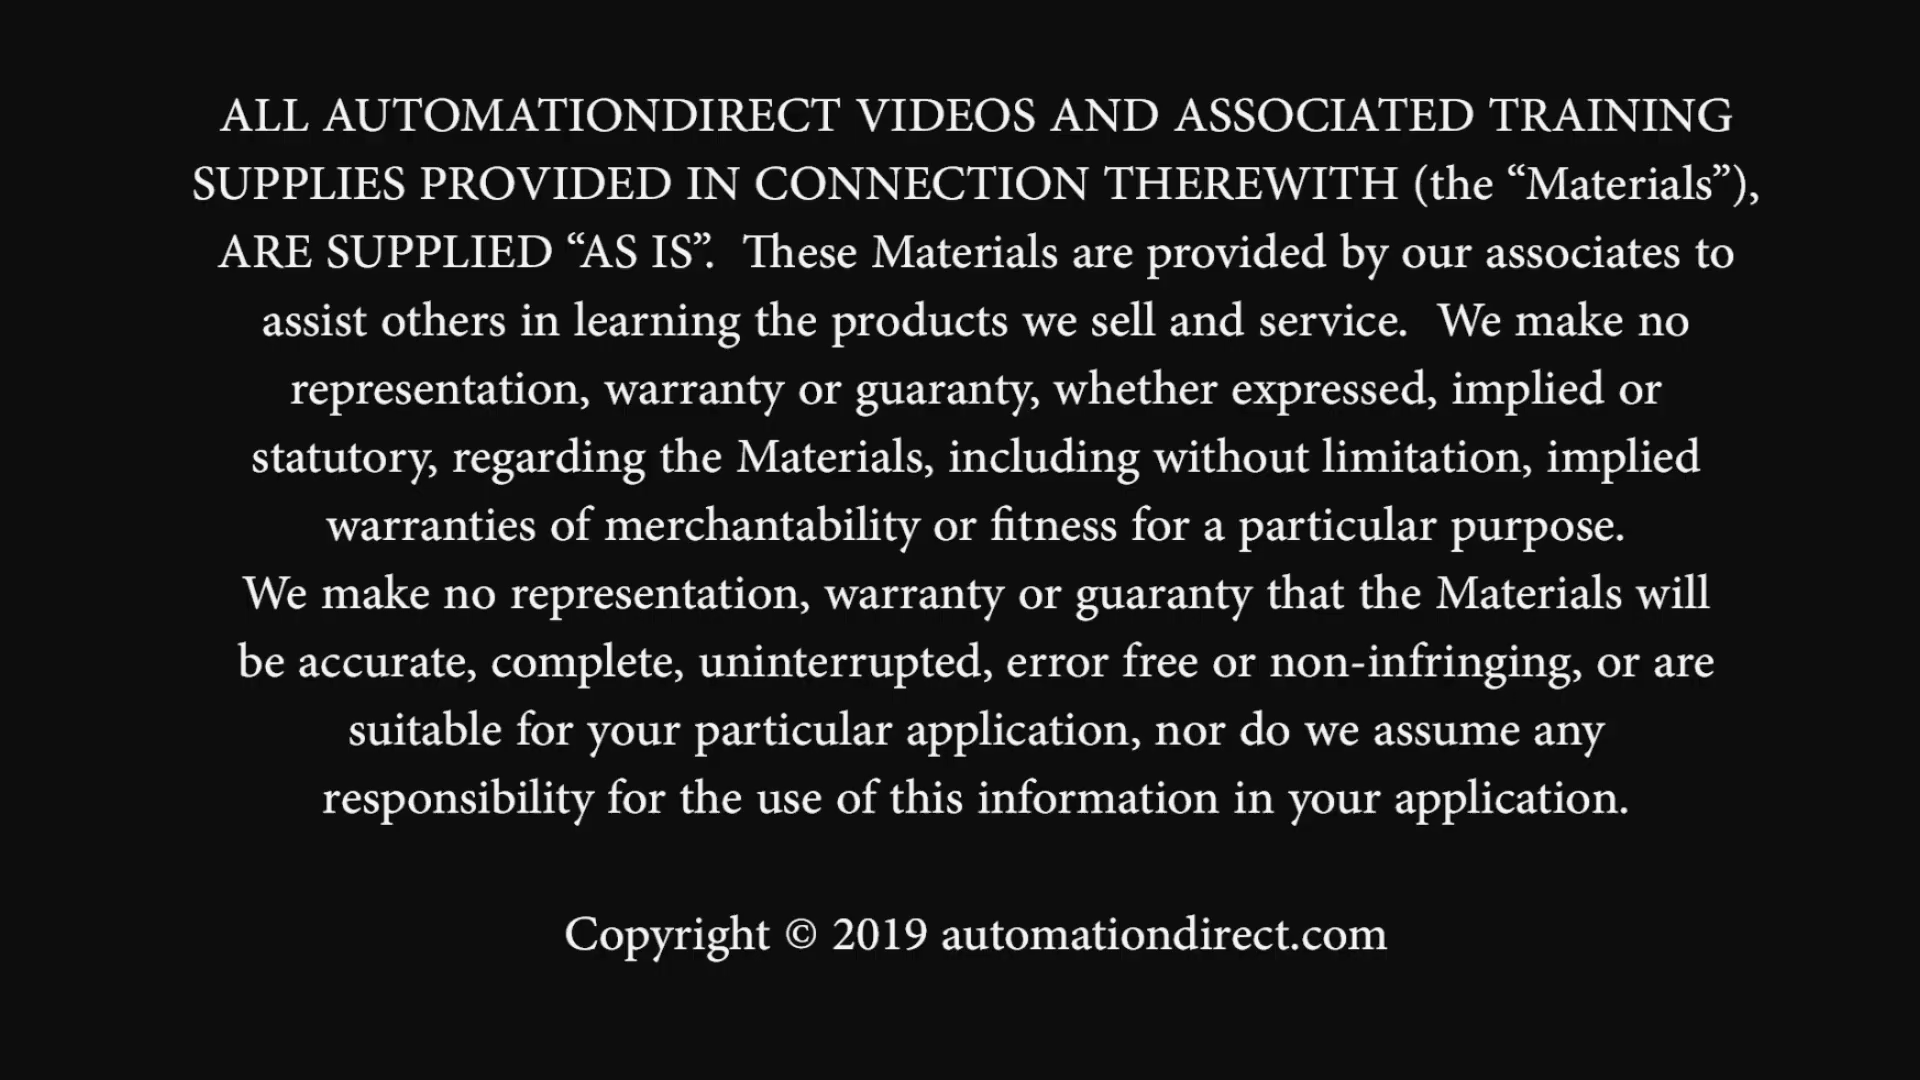 ALL AUTOMATIONDIRECT VIDEOS AND ASSOCIATED TRAINING
SUPPLIES PROVIDED IN CONNECTION THEREWITH (the “Materials”),
ARE SUPPLIED “AS IS”.  These Materials are provided by our associates to
assist others in learning the products we sell and service.  We make no
representation, warranty or guaranty, whether expressed, implied or
statutory, regarding the Materials, including without limitation, implied
warranties of merchantability or fitness for a particular purpose.
We make no representation, warranty or guaranty that the Materials will
be accurate, complete, uninterrupted, error free or non-infringing, or are
suitable for your particular application, nor do we assume any
responsibility for the use of this information in your application.
Copyright © 2019 automationdirect.com